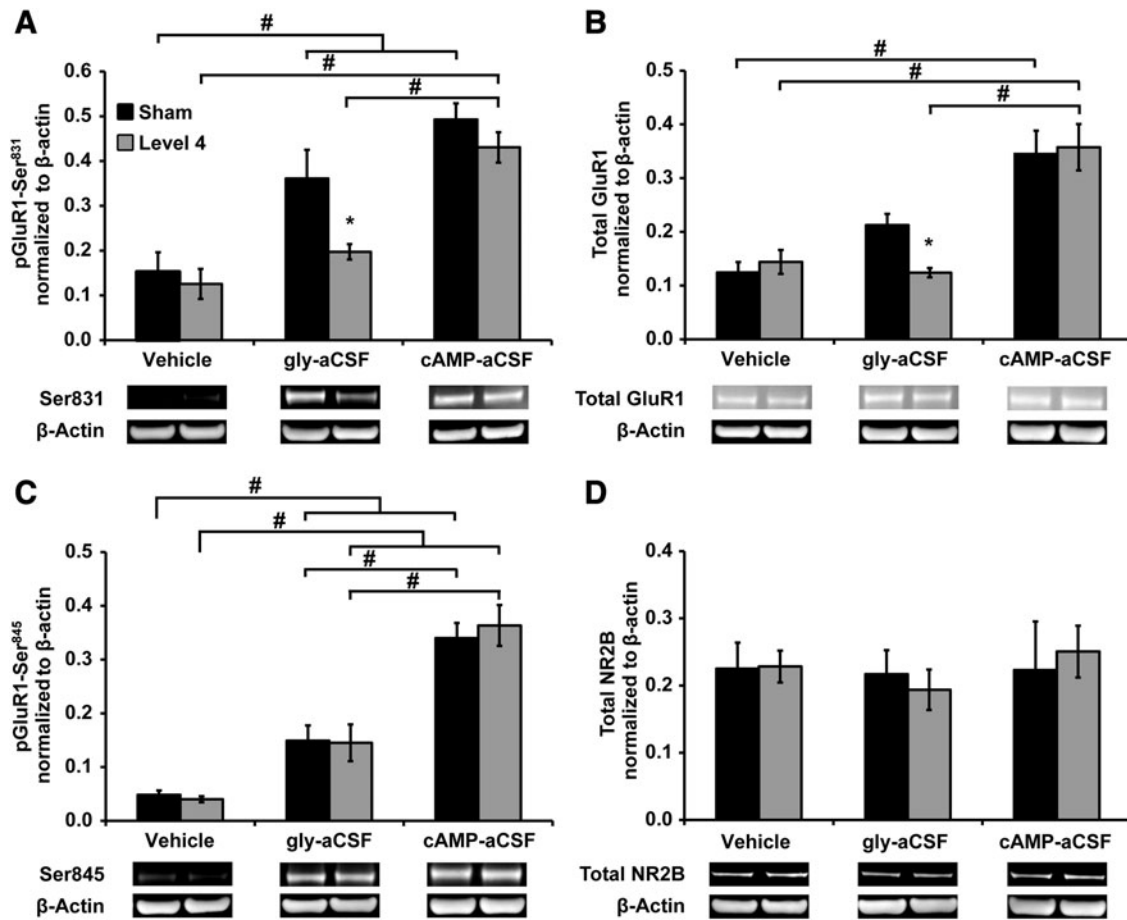 A
#
#
#
0.6
0.5
0.4
0.3
0.2
0.1
0.0
pGluR1-Ser831
normalized to β-actin
Sham
Level 4
*
Vehicle gly-aCSF cAMP-aCSF
Ser831
β-Actin
B
#
#
#
0.5
0.4
0.3
0.2
0.1
0.0
Total GluR1
normalized to β-actin
*
Vehicle gly-aCSF cAMP-aCSF
Total GluR1
β-Actin
C
#
#
#
#
0.5
0.4
0.3
0.2
0.1
0.0
pGluR1-Ser845
normalized to β-actin
Vehicle gly-aCSF cAMP-aCSF
Ser845
β-Actin
D
0.4
0.3
0.2
0.1
0.0
Total NR2B
normalized to β-actin
Vehicle gly-aCSF cAMP-aCSF
Total NR2B
β-Actin